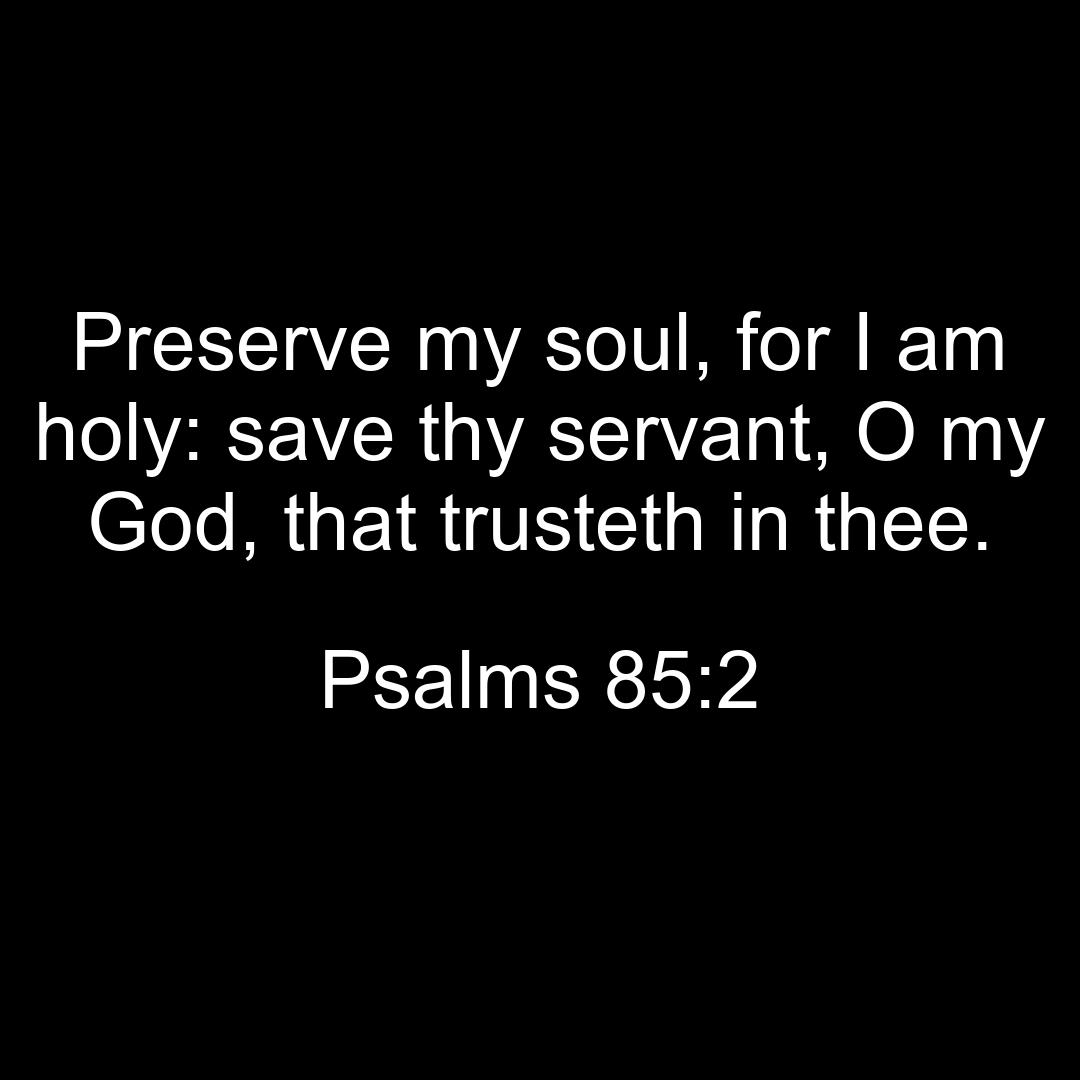 Preserve my soul, for I am
holy: save thy servant, O my
God, that trusteth in thee.
Psalms 85:2